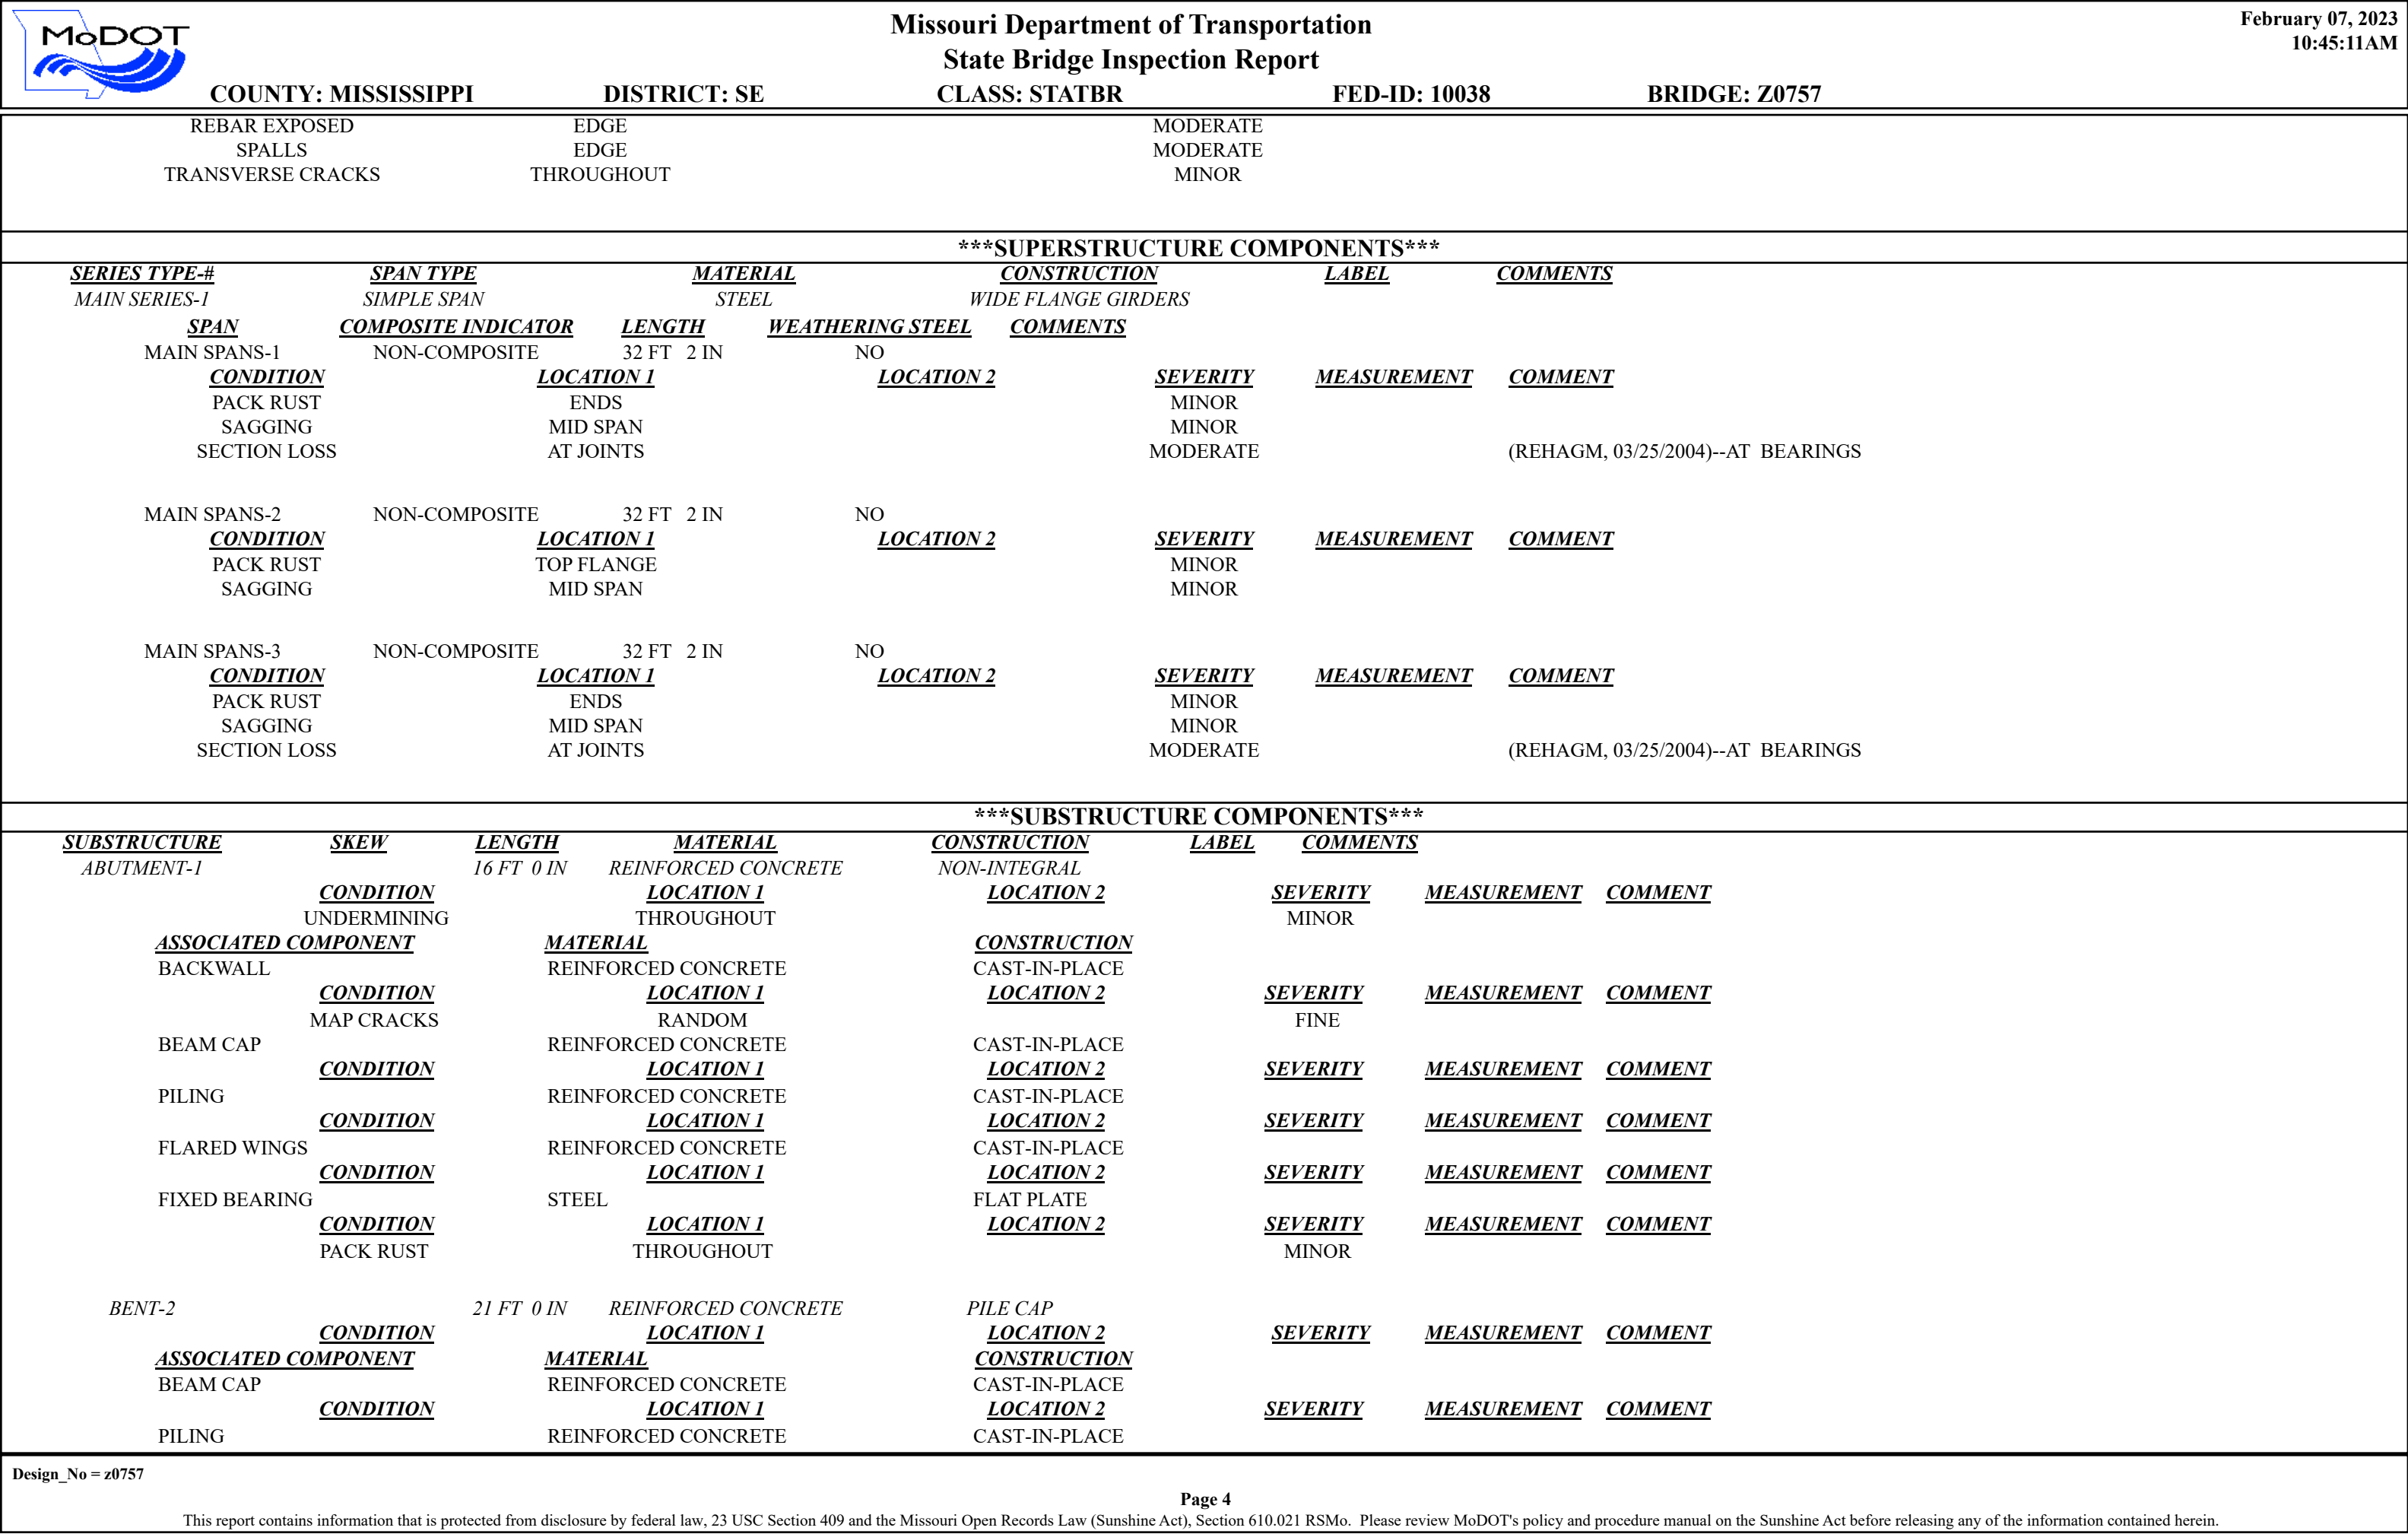 MoDOT
Missouri Department of Transportation
State Bridge Inspection Report
February 07, 2023
10:45:11AM
COUNTY: MISSISSIPPI DISTRICT: SE CLASS: STATBR FED-ID: 10038 BRIDGE: Z0757
REBAR EXPOSED EDGE MODERATE
SPALLS EDGE MODERATE
TRANSVERSE CRACKS THROUGHOUT MINOR
***SUPERSTRUCTURE COMPONENTS***
SERIES TYPE-# SPAN TYPE MATERIAL CONSTRUCTION LABEL COMMENTS
MAIN SERIES-1 SIMPLE SPAN STEEL WIDE FLANGE GIRDERS
SPAN COMPOSITE INDICATOR LENGTH WEATHERING STEEL COMMENTS
MAIN SPANS-1 NON-COMPOSITE 32 FT 2 IN NO
CONDITION LOCATION 1 LOCATION 2 SEVERITY MEASUREMENT COMMENT
PACK RUST ENDS MINOR
SAGGING MID SPAN MINOR
SECTION LOSS AT JOINTS MODERATE (REHAGM, 03/25/2004)--AT BEARINGS
MAIN SPANS-2 NON-COMPOSITE 32 FT 2 IN NO
CONDITION LOCATION 1 LOCATION 2 SEVERITY MEASUREMENT COMMENT
PACK RUST TOP FLANGE MINOR
SAGGING MID SPAN MINOR
MAIN SPANS-3 NON-COMPOSITE 32 FT 2 IN NO
CONDITION LOCATION 1 LOCATION 2 SEVERITY MEASUREMENT COMMENT
PACK RUST ENDS MINOR
SAGGING MID SPAN MINOR
SECTION LOSS AT JOINTS MODERATE (REHAGM, 03/25/2004)--AT BEARINGS
***SUBSTRUCTURE COMPONENTS***
SUBSTRUCTURE SKEW LENGTH MATERIAL CONSTRUCTION LABEL COMMENTS
ABUTMENT-1 16 FT 0 IN REINFORCED CONCRETE NON-INTEGRAL
CONDITION LOCATION 1 LOCATION 2 SEVERITY MEASUREMENT COMMENT
UNDERMINING THROUGHOUT MINOR
ASSOCIATED COMPONENT MATERIAL CONSTRUCTION
BACKWALL REINFORCED CONCRETE CAST-IN-PLACE
CONDITION LOCATION 1 LOCATION 2 SEVERITY MEASUREMENT COMMENT
MAP CRACKS RANDOM FINE
BEAM CAP REINFORCED CONCRETE CAST-IN-PLACE
CONDITION LOCATION 1 LOCATION 2 SEVERITY MEASUREMENT COMMENT
PILING REINFORCED CONCRETE CAST-IN-PLACE
CONDITION LOCATION 1 LOCATION 2 SEVERITY MEASUREMENT COMMENT
FLARED WINGS REINFORCED CONCRETE CAST-IN-PLACE
CONDITION LOCATION 1 LOCATION 2 SEVERITY MEASUREMENT COMMENT
FIXED BEARING STEEL FLAT PLATE
CONDITION LOCATION 1 LOCATION 2 SEVERITY MEASUREMENT COMMENT
PACK RUST THROUGHOUT MINOR
BENT-2 21 FT 0 IN REINFORCED CONCRETE PILE CAP
CONDITION LOCATION 1 LOCATION 2 SEVERITY MEASUREMENT COMMENT
ASSOCIATED COMPONENT MATERIAL CONSTRUCTION
BEAM CAP REINFORCED CONCRETE CAST-IN-PLACE
CONDITION LOCATION 1 LOCATION 2 SEVERITY MEASUREMENT COMMENT
PILING REINFORCED CONCRETE CAST-IN-PLACE
Design_No = z0757
Page 4
This report contains information that is protected from disclosure by federal law, 23 USC Section 409 and the Missouri Open Records Law (Sunshine Act), Section 610.021 RSMo. Please review MoDOT's policy and procedure manual on the Sunshine Act before releasing any of the information contained herein.